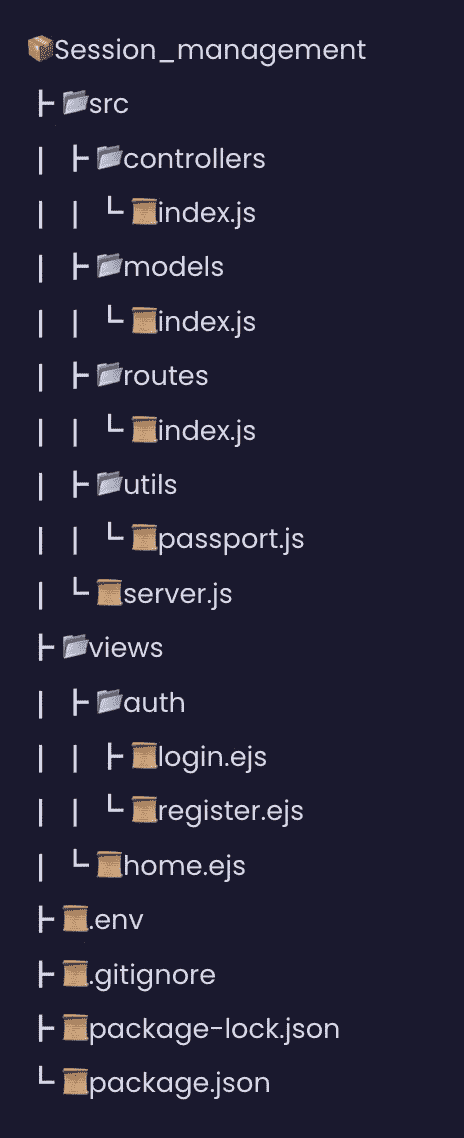 📦Session_management
┣ 📂src
┃ ┣ 📂controllers
┃ ┃ ┗ 📜index.js
┃ ┣ 📂models
┃ ┃ ┗ 📜index.js
┃ ┣ 📂routes
┃ ┃ ┗ 📜index.js
┃ ┣ 📂utils
┃ ┃ ┗ 📜passport.js
┃ ┗ 📜server.js
┣ 📂views
┃ ┣ 📂auth
┃ ┃ ┣ 📜login.ejs
┃ ┃ ┗ 📜register.ejs
┃ ┗ 📜home.ejs
┣ 📜.env
┣ 📜.gitignore
┣ 📜package-lock.json
┗ 📜package.json